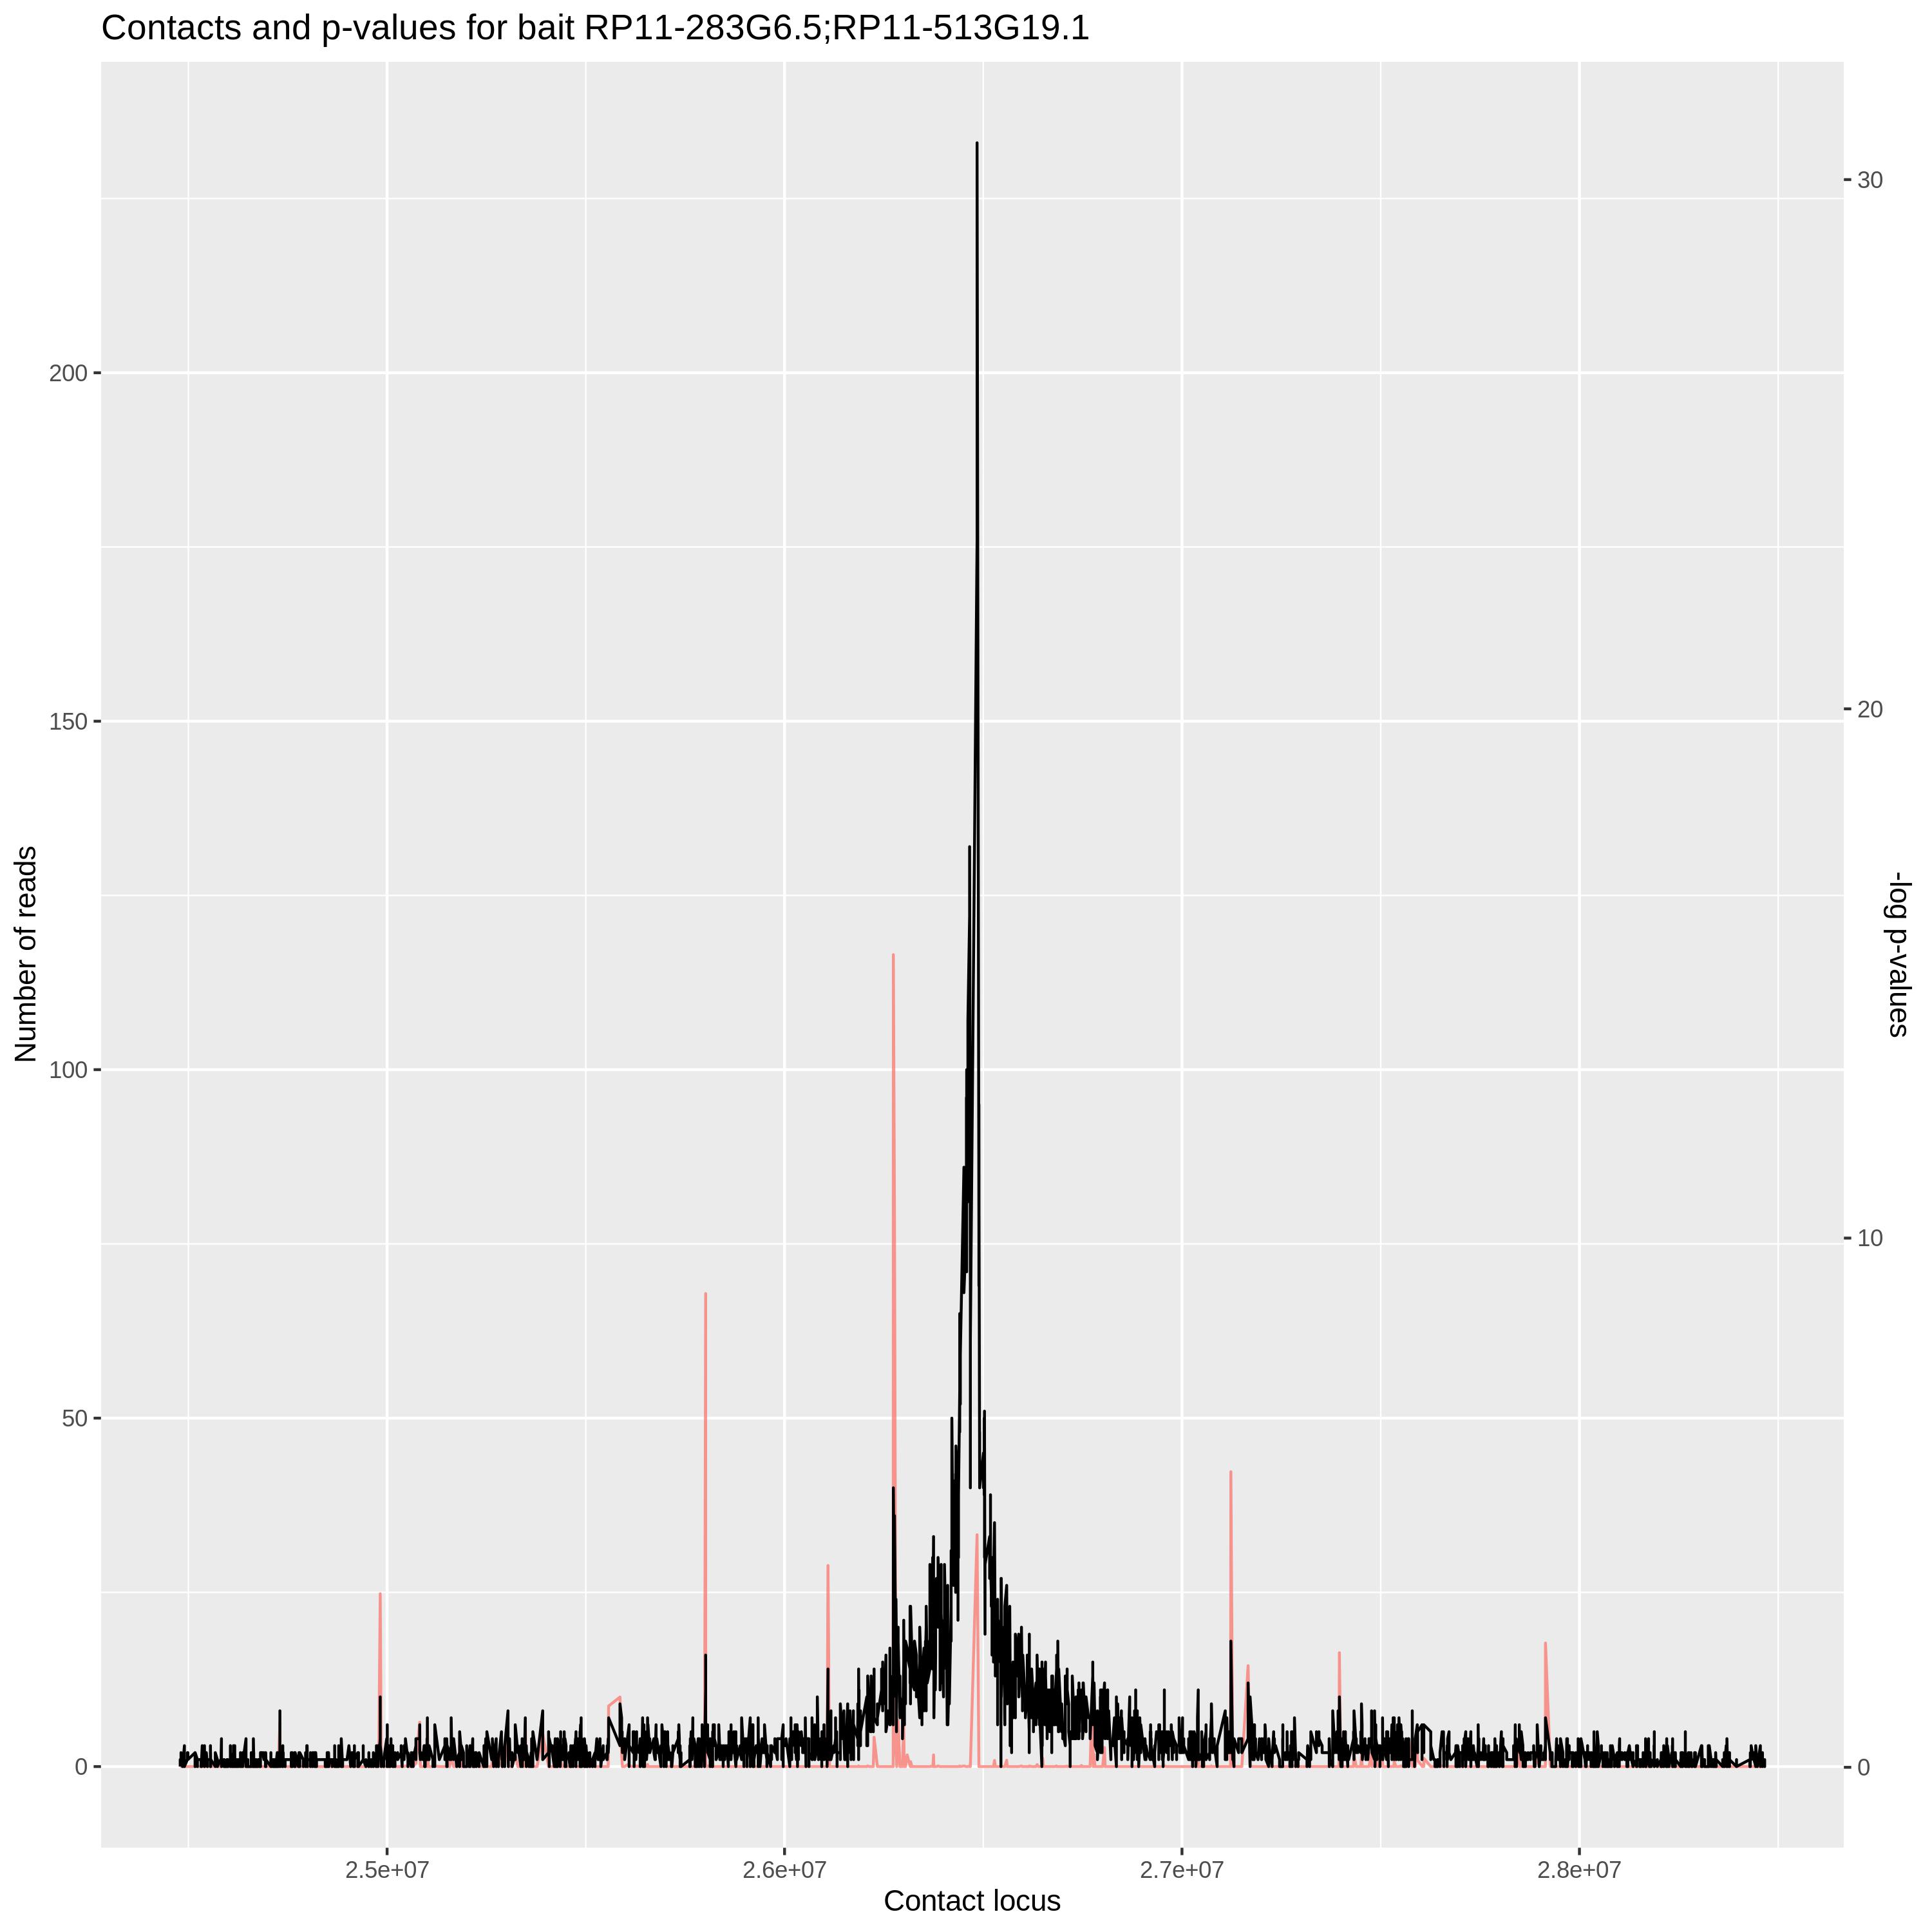 Contacts and p-values for bait RP11-283G6.5;RP11-513G19.1
30
200
20
150
Number of reads
-log p-values
100
10
50
0
0
2.5e+07 2.6e+07 2.7e+07 2.8e+07
Contact locus